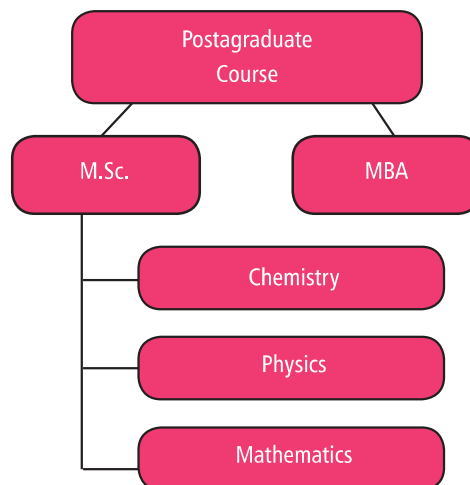 Postagraduate
Course
M.Sc.
MBA
Chemistry
Physics
Mathematics